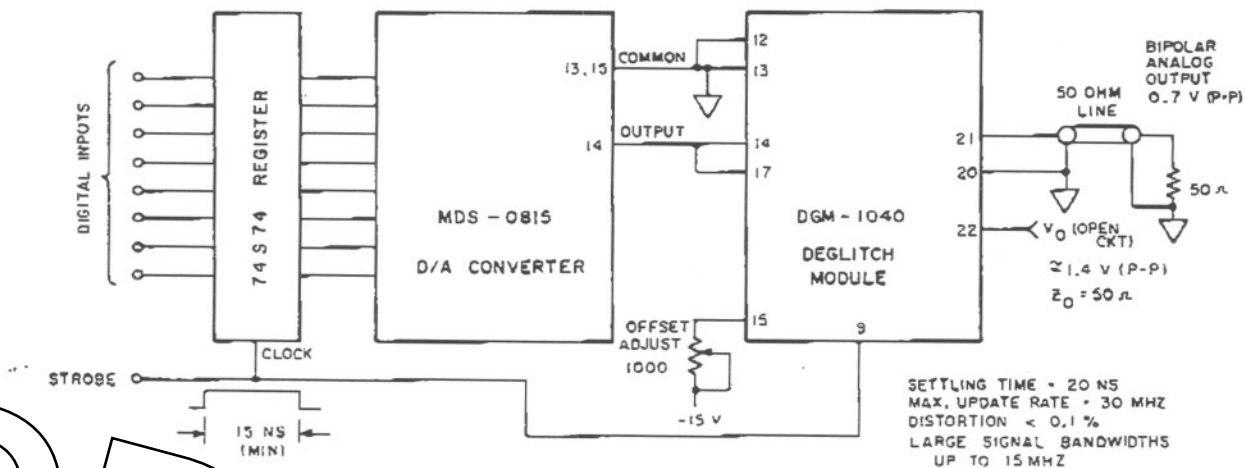 DIGITAL INPUTS
74S74 REGISTER
CLOCK
STROBE
15 NS
(MIN)
MDS-0815
D/A CONVERTER
13,15
COMMON
14
OUTPUT
12
13
14
17
15
9
OFFSET
ADJUST
1000
-15 V
DGM-1040
DEGLITCH
MODULE
21
20
22
50 OHM
LINE
BIPOLAR
ANALOG
OUTPUT
0.7 V (P-P)
50 Ω
V₀ (OPEN
CKT)
≃1.4 V (P-P)
Z₀ = 50 Ω
SETTLING TIME = 20 NS
MAX. UPDATE RATE = 30 MHZ
DISTORTION < 0.1 %
LARGE SIGNAL BANDWIDTHS
UP TO 15MHZ